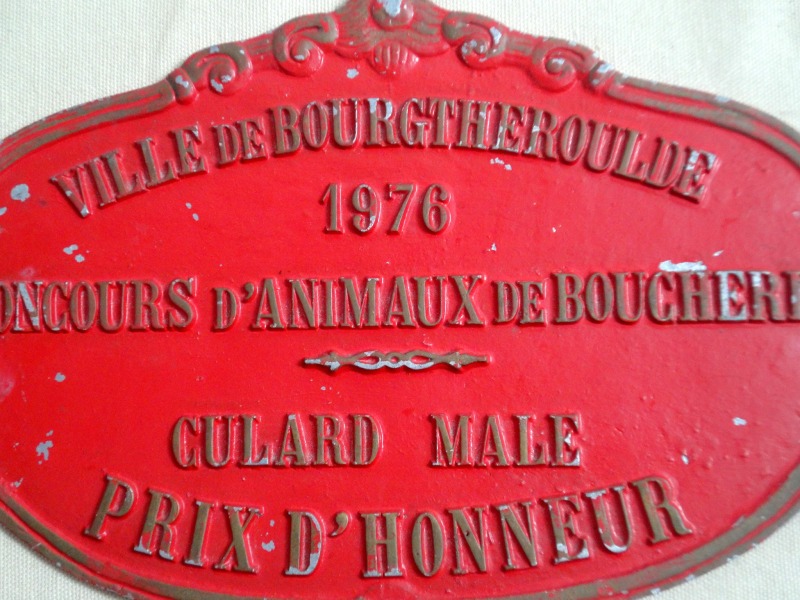 VILLE DE BOURGTHEROULDE
1976
ONCOURS D'ANIMAUX DE BOUCHERI
CULARD MALE
PRIX D'HONNEUR